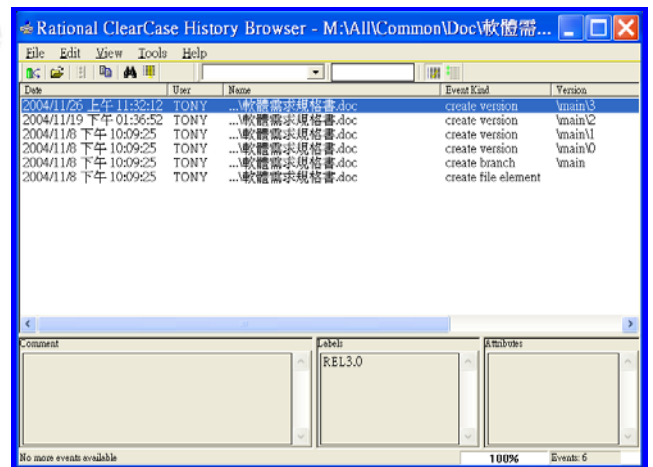 Rational ClearCase History Browser - M:\All\Common\Doc\軟體需...
File Edit View Tools Help
Date User Name Event Kind Version
2004/11/26 上午 11:32:12 TONY ...\軟體需求規格書.doc create version \main\3
2004/11/19 下午 01:36:52 TONY ...\軟體需求規格書.doc create version \main\2
2004/11/8 下午 10:09:25 TONY ...\軟體需求規格書.doc create version \main\1
2004/11/8 下午 10:09:25 TONY ...\軟體需求規格書.doc create version \main\0
2004/11/8 下午 10:09:25 TONY ...\軟體需求規格書.doc create branch \main
2004/11/8 下午 10:09:25 TONY ...\軟體需求規格書.doc create file element
Comment Labels Attributes
REL3.0
No more events available 100% Events: 6